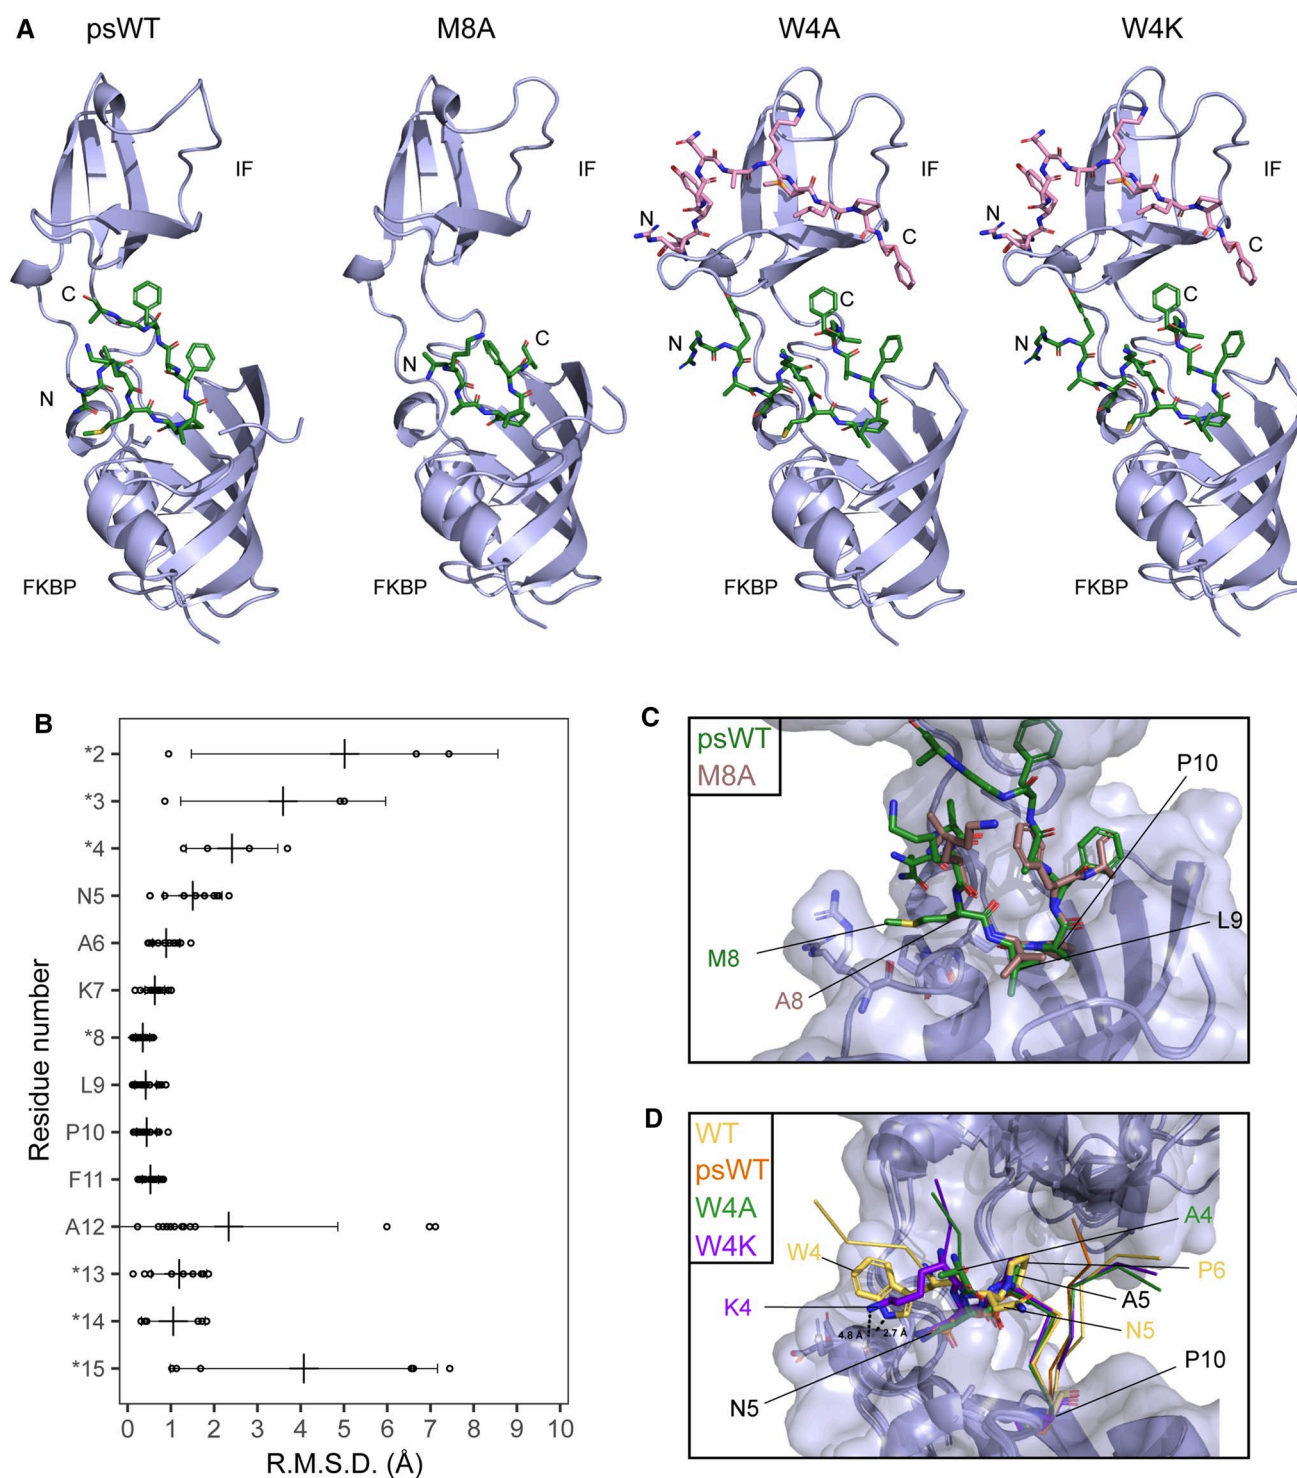 A
psWT
M8A
W4A
W4K
IF
C
N
FKBP
IF
N
C
FKBP
IF
N
C
N
C
FKBP
IF
N
C
N
C
FKBP
B
Residue number
*2
*3
*4
N5
A6
K7
*8
L9
P10
F11
A12
*13
*14
*15
0 1 2 3 4 5 6 7 8 9 10
R.M.S.D. (Å)
C
psWT
M8A
P10
L9
M8
A8
D
WT
psWT
W4A
W4K
W4
A4
P6
K4
A5
N5
4.8 Å
2.7 Å
P10
N5